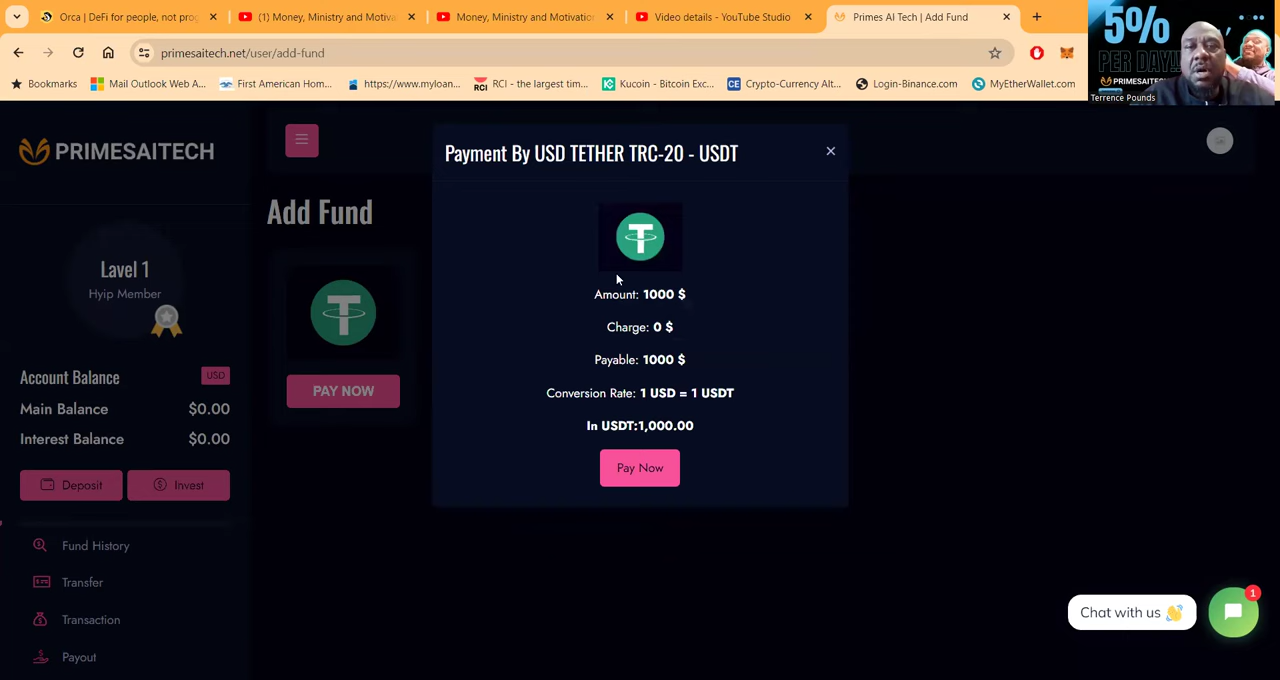 Orca | DeFi for people, not prog
(1) Money, Ministry and Motiva
Money, Ministry and Motivation
Video details - YouTube Studio
Primes AI Tech | Add Fund
primesaitech.net/user/add-fund
Bookmarks
Mail Outlook Web A...
First American Hom...
https://www.myloan...
RCI - the largest tim...
Kucoin - Bitcoin Exc...
Crypto-Currency Alt...
Login-Binance.com
MyEtherWallet.com
5%
PER DAY!!
PRIMESAITECH
Terrence Pounds
PRIMESAITECH
Lavel 1
Hyip Member
Account Balance
USD
Main Balance
$0.00
Interest Balance
$0.00
Deposit
Invest
Fund History
Transfer
Transaction
Payout
Add Fund
PAY NOW
Payment By USD TETHER TRC-20 - USDT
Amount: 1000 $
Charge: 0 $
Payable: 1000 $
Conversion Rate: 1 USD = 1 USDT
In USDT:1,000.00
Pay Now
Chat with us 👋
1